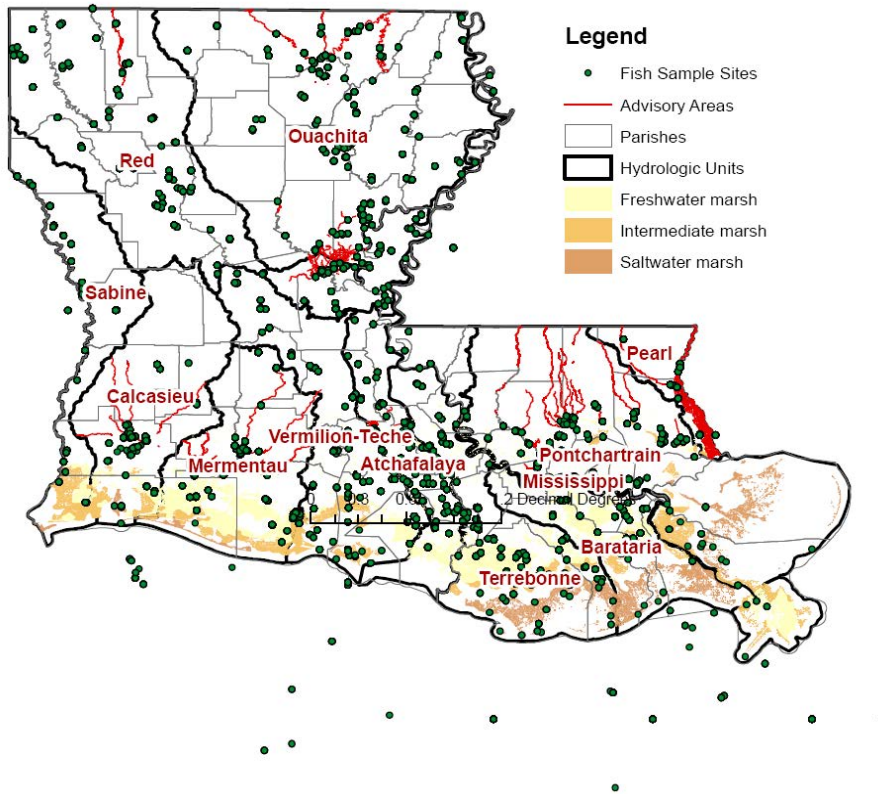 Legend
Fish Sample Sites
Advisory Areas
Parishes
Hydrologic Units
Freshwater marsh
Intermediate marsh
Saltwater marsh
Ouachita
Red
Sabine
Pearl
Calcasieu
Vermilion-Teche
Mermentau
Atchafalaya
Pontchartrain
Mississippi
2 Decimal Degrees
Barataria
Terrebonne